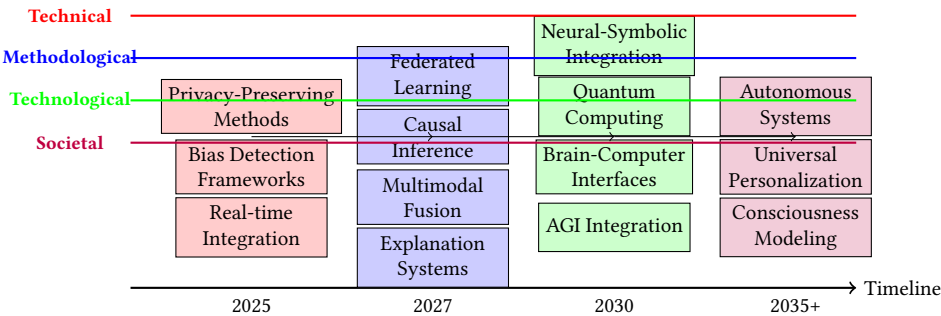 Technical
Methodological
Technological
Societal
Privacy-Preserving
Methods
Bias Detection
Frameworks
Real-time
Integration
Federated
Learning
Causal
Inference
Multimodal
Fusion
Explanation
Systems
Neural-Symbolic
Integration
Quantum
Computing
Brain-Computer
Interfaces
AGI Integration
Autonomous
Systems
Universal
Personalization
Consciousness
Modeling
Timeline
2025
2027
2030
2035+